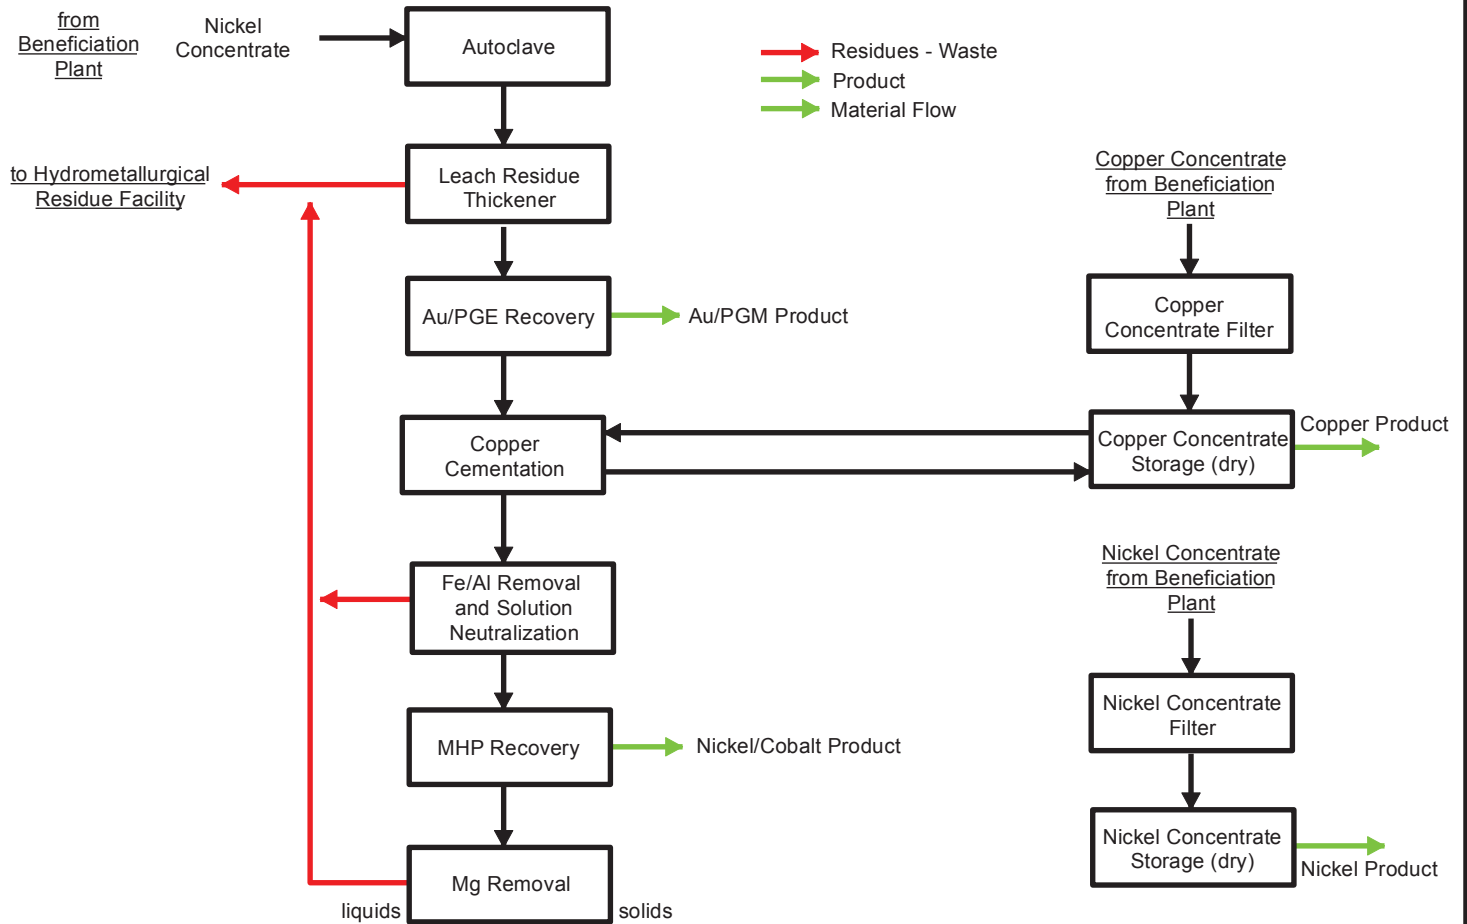 from
Beneficiation
Plant
Nickel
Concentrate
Autoclave
Residues - Waste
Product
Material Flow
to Hydrometallurgical
Residue Facility
Leach Residue
Thickener
Copper Concentrate
from Beneficiation
Plant
Au/PGE Recovery
Au/PGM Product
Copper
Concentrate Filter
Copper
Cementation
Copper Concentrate
Storage (dry)
Copper Product
Fe/Al Removal
and Solution
Neutralization
Nickel Concentrate
from Beneficiation
Plant
MHP Recovery
Nickel/Cobalt Product
Nickel Concentrate
Filter
Mg Removal
liquids
solids
Nickel Concentrate
Storage (dry)
Nickel Product